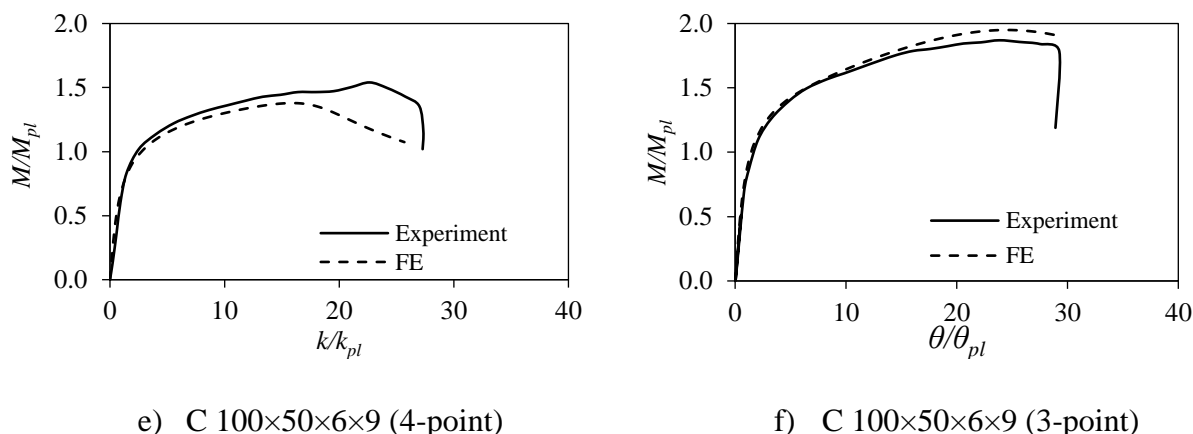 2.0
1.5
1.0
0.5
0.0
M/Mpl
Experiment
FE
0 10 20 30 40
k/kpl
e) C 100×50×6×9 (4-point)
2.0
1.5
1.0
0.5
0.0
M/Mpl
Experiment
FE
0 10 20 30 40
θ/θpl
f) C 100×50×6×9 (3-point)